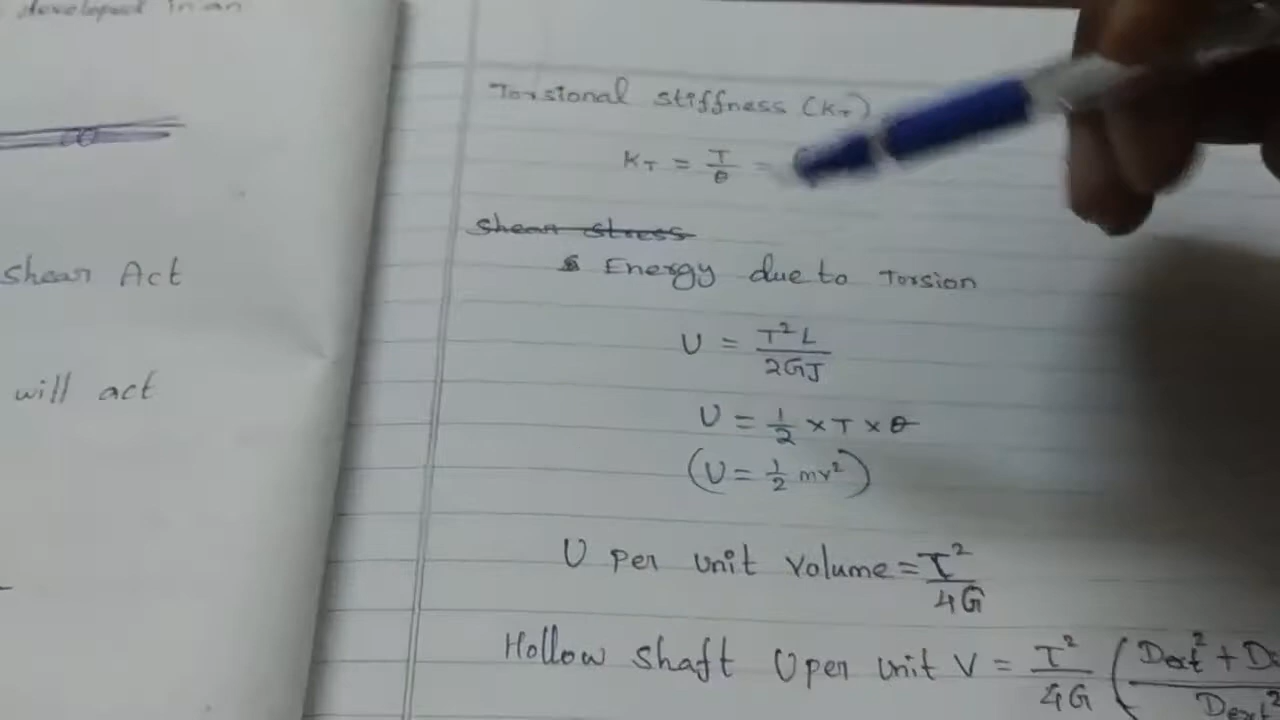 developed in an
shear Act
will act
Torsional stiffness (KT)
KT = T/θ =
Shear stress
Energy due to Torsion
U = T²L/2GJ
U = 1/2 × T × θ
(U = 1/2 mv²)
U per unit volume = τ²/4G
Hollow shaft U per unit V = τ²/4G (Dext² + D / Dext²